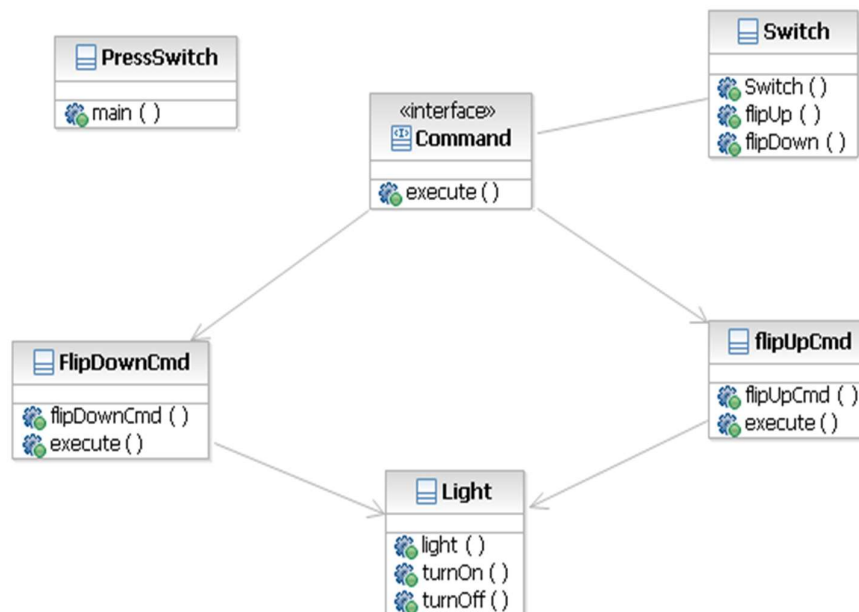 PressSwitch
main ( )
«interface»
Command
execute ( )
Switch
Switch ( )
flipUp ( )
flipDown ( )
FlipDownCmd
flipDownCmd ( )
execute ( )
flipUpCmd
flipUpCmd ( )
execute ( )
Light
light ( )
turnOn ( )
turnOff ( )